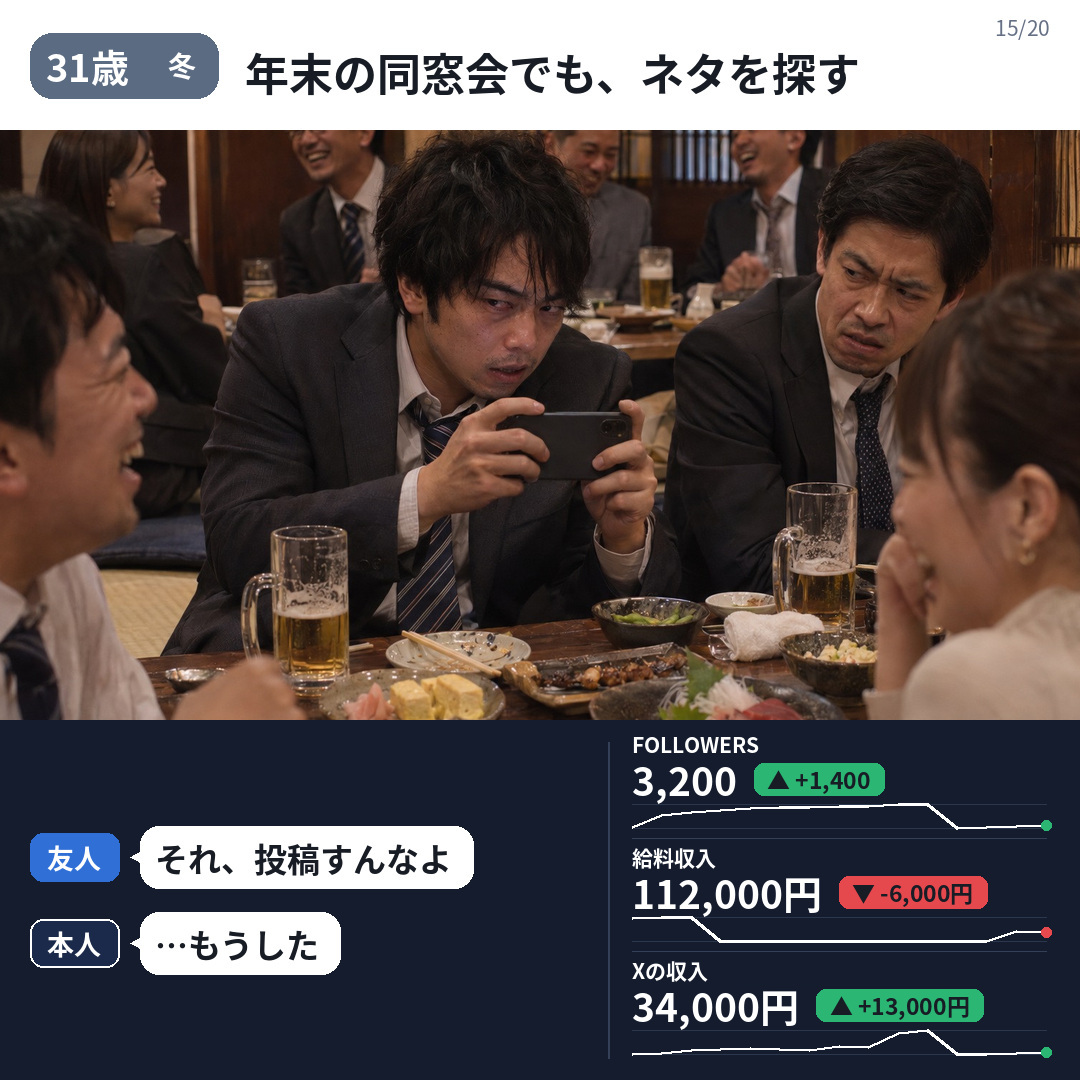 15/20
31歳 冬
年末の同窓会でも、ネタを探す
友人
それ、投稿すんなよ
本人
…もうした
FOLLOWERS
3,200 ▲ +1,400
給料収入
112,000円 ▼ -6,000円
Xの収入
34,000円 ▲ +13,000円